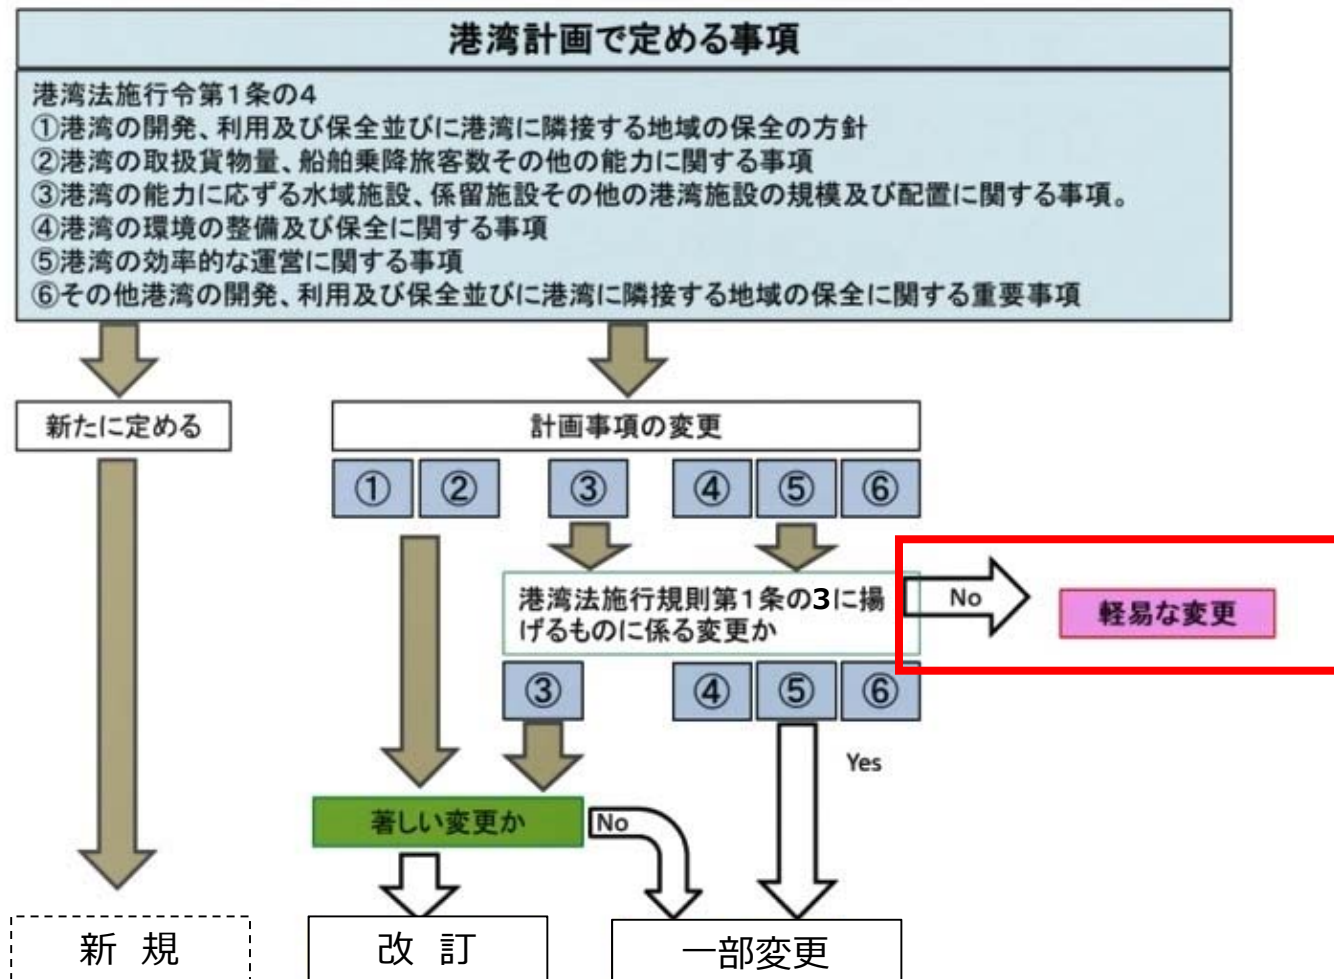 港湾計画で定める事項
港湾法施行令第1条の4
①港湾の開発、利用及び保全並びに港湾に隣接する地域の保全の方針
②港湾の取扱貨物量、船舶乗降旅客数その他の能力に関する事項
③港湾の能力に応ずる水域施設、係留施設その他の港湾施設の規模及び配置に関する事項。
④港湾の環境の整備及び保全に関する事項
⑤港湾の効率的な運営に関する事項
⑥その他港湾の開発、利用及び保全並びに港湾に隣接する地域の保全に関する重要事項
新たに定める
計画事項の変更
① ② ③ ④ ⑤ ⑥
港湾法施行規則第1条の3に揚
げるものに係る変更か
No
軽易な変更
③ ④ ⑤ ⑥
Yes
著しい変更か
No
新 規
改 訂
一部変更